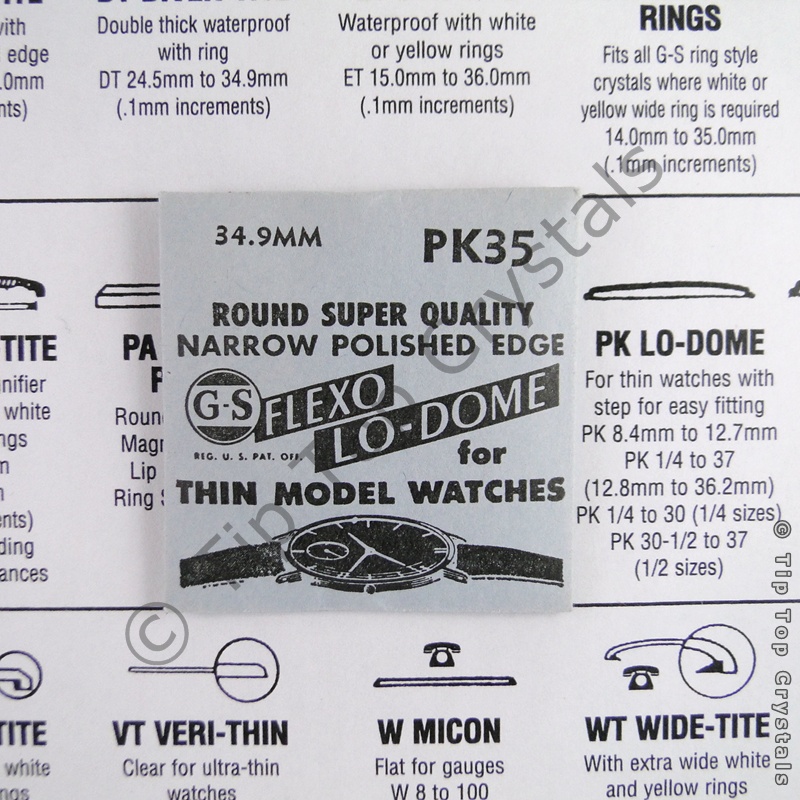 Double thick waterproof
with ring
DT 24.5mm to 34.9mm
(.1mm increments)
Waterproof with white
or yellow rings
ET 15.0mm to 36.0mm
(.1mm increments)
RINGS
Fits all G-S ring style
crystals where white or
yellow wide ring is required
14.0mm to 35.0mm
(.1mm increments)
with
edge
34.9MM
PK35
ROUND SUPER QUALITY
NARROW POLISHED EDGE
G-S FLEXO
LO-DOME
REG. U. S. PAT. OFF.
for
THIN MODEL WATCHES
PA
PK LO-DOME
For thin watches with
step for easy fitting
PK 8.4mm to 12.7mm
PK 1/4 to 37
(12.8mm to 36.2mm)
PK 1/4 to 30 (1/4 sizes)
PK 30-1/2 to 37
(1/2 sizes)
white
Lip
Ring
VT VERI-THIN
Clear for ultra-thin
watches
W MICON
Flat for gauges
W 8 to 100
WT WIDE-TITE
With extra wide white
and yellow rings
white
© Tip Top Crystals
© Tip Top Crystals